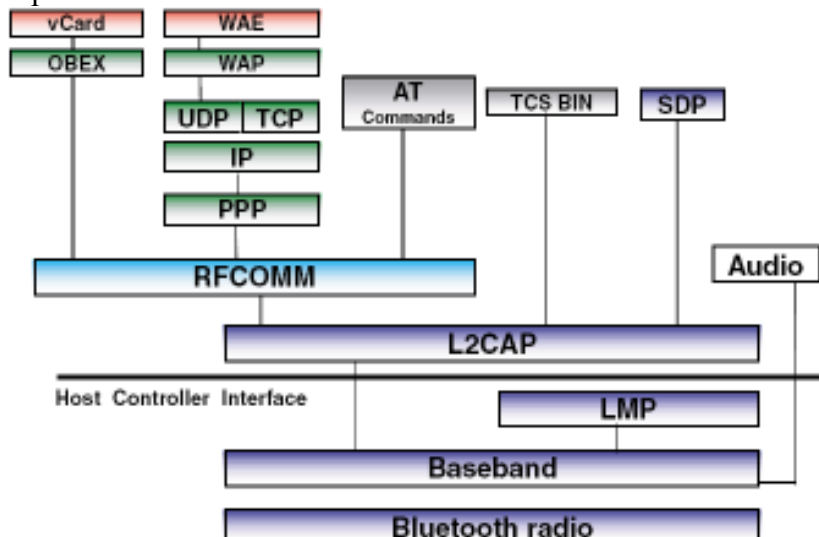 vCard
WAE
OBEX
WAP
AT
Commands
TCS BIN
SDP
UDP
TCP
IP
PPP
RFCOMM
Audio
L2CAP
Host Controller Interface
LMP
Baseband
Bluetooth radio